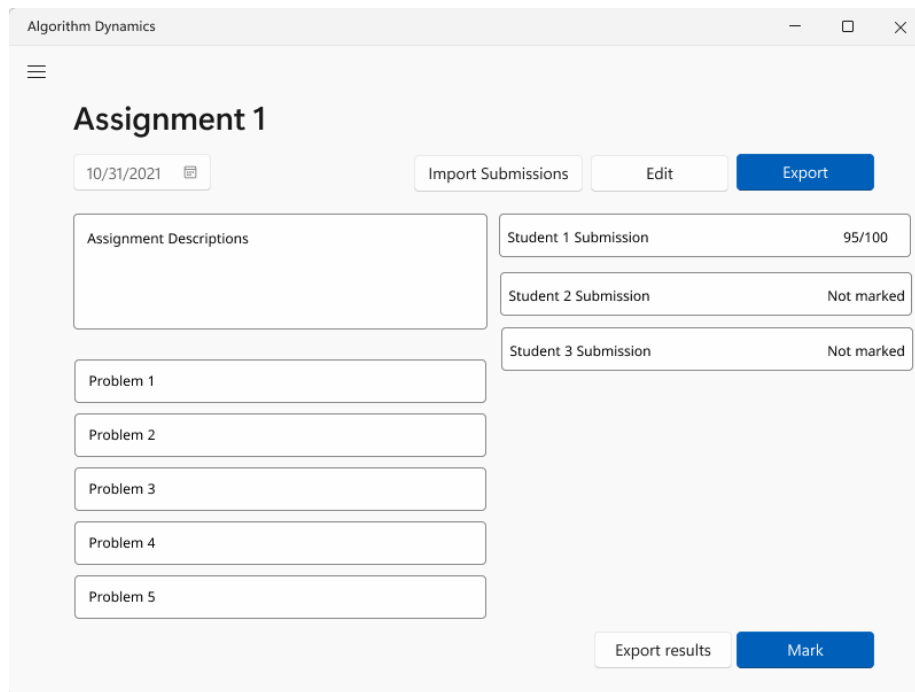 Algorithm Dynamics
Assignment 1
10/31/2021
Import Submissions
Edit
Export
Assignment Descriptions
Problem 1
Problem 2
Problem 3
Problem 4
Problem 5
Student 1 Submission 95/100
Student 2 Submission Not marked
Student 3 Submission Not marked
Export results
Mark